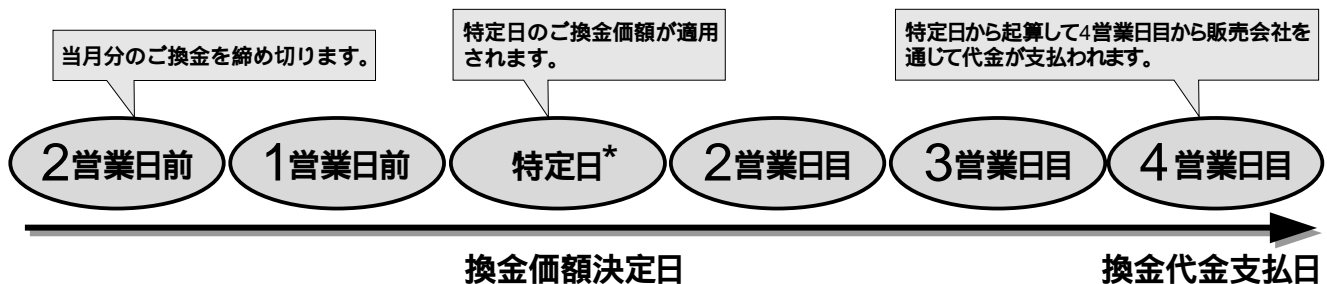 当月分のご換金を締め切ります。
特定日のご換金価額が適用
されます。
特定日から起算して4営業日目から販売会社を
通じて代金が支払われます。
2営業日前
1営業日前
特定日*
2営業日目
3営業日目
4営業日目
換金価額決定日
換金代金支払日